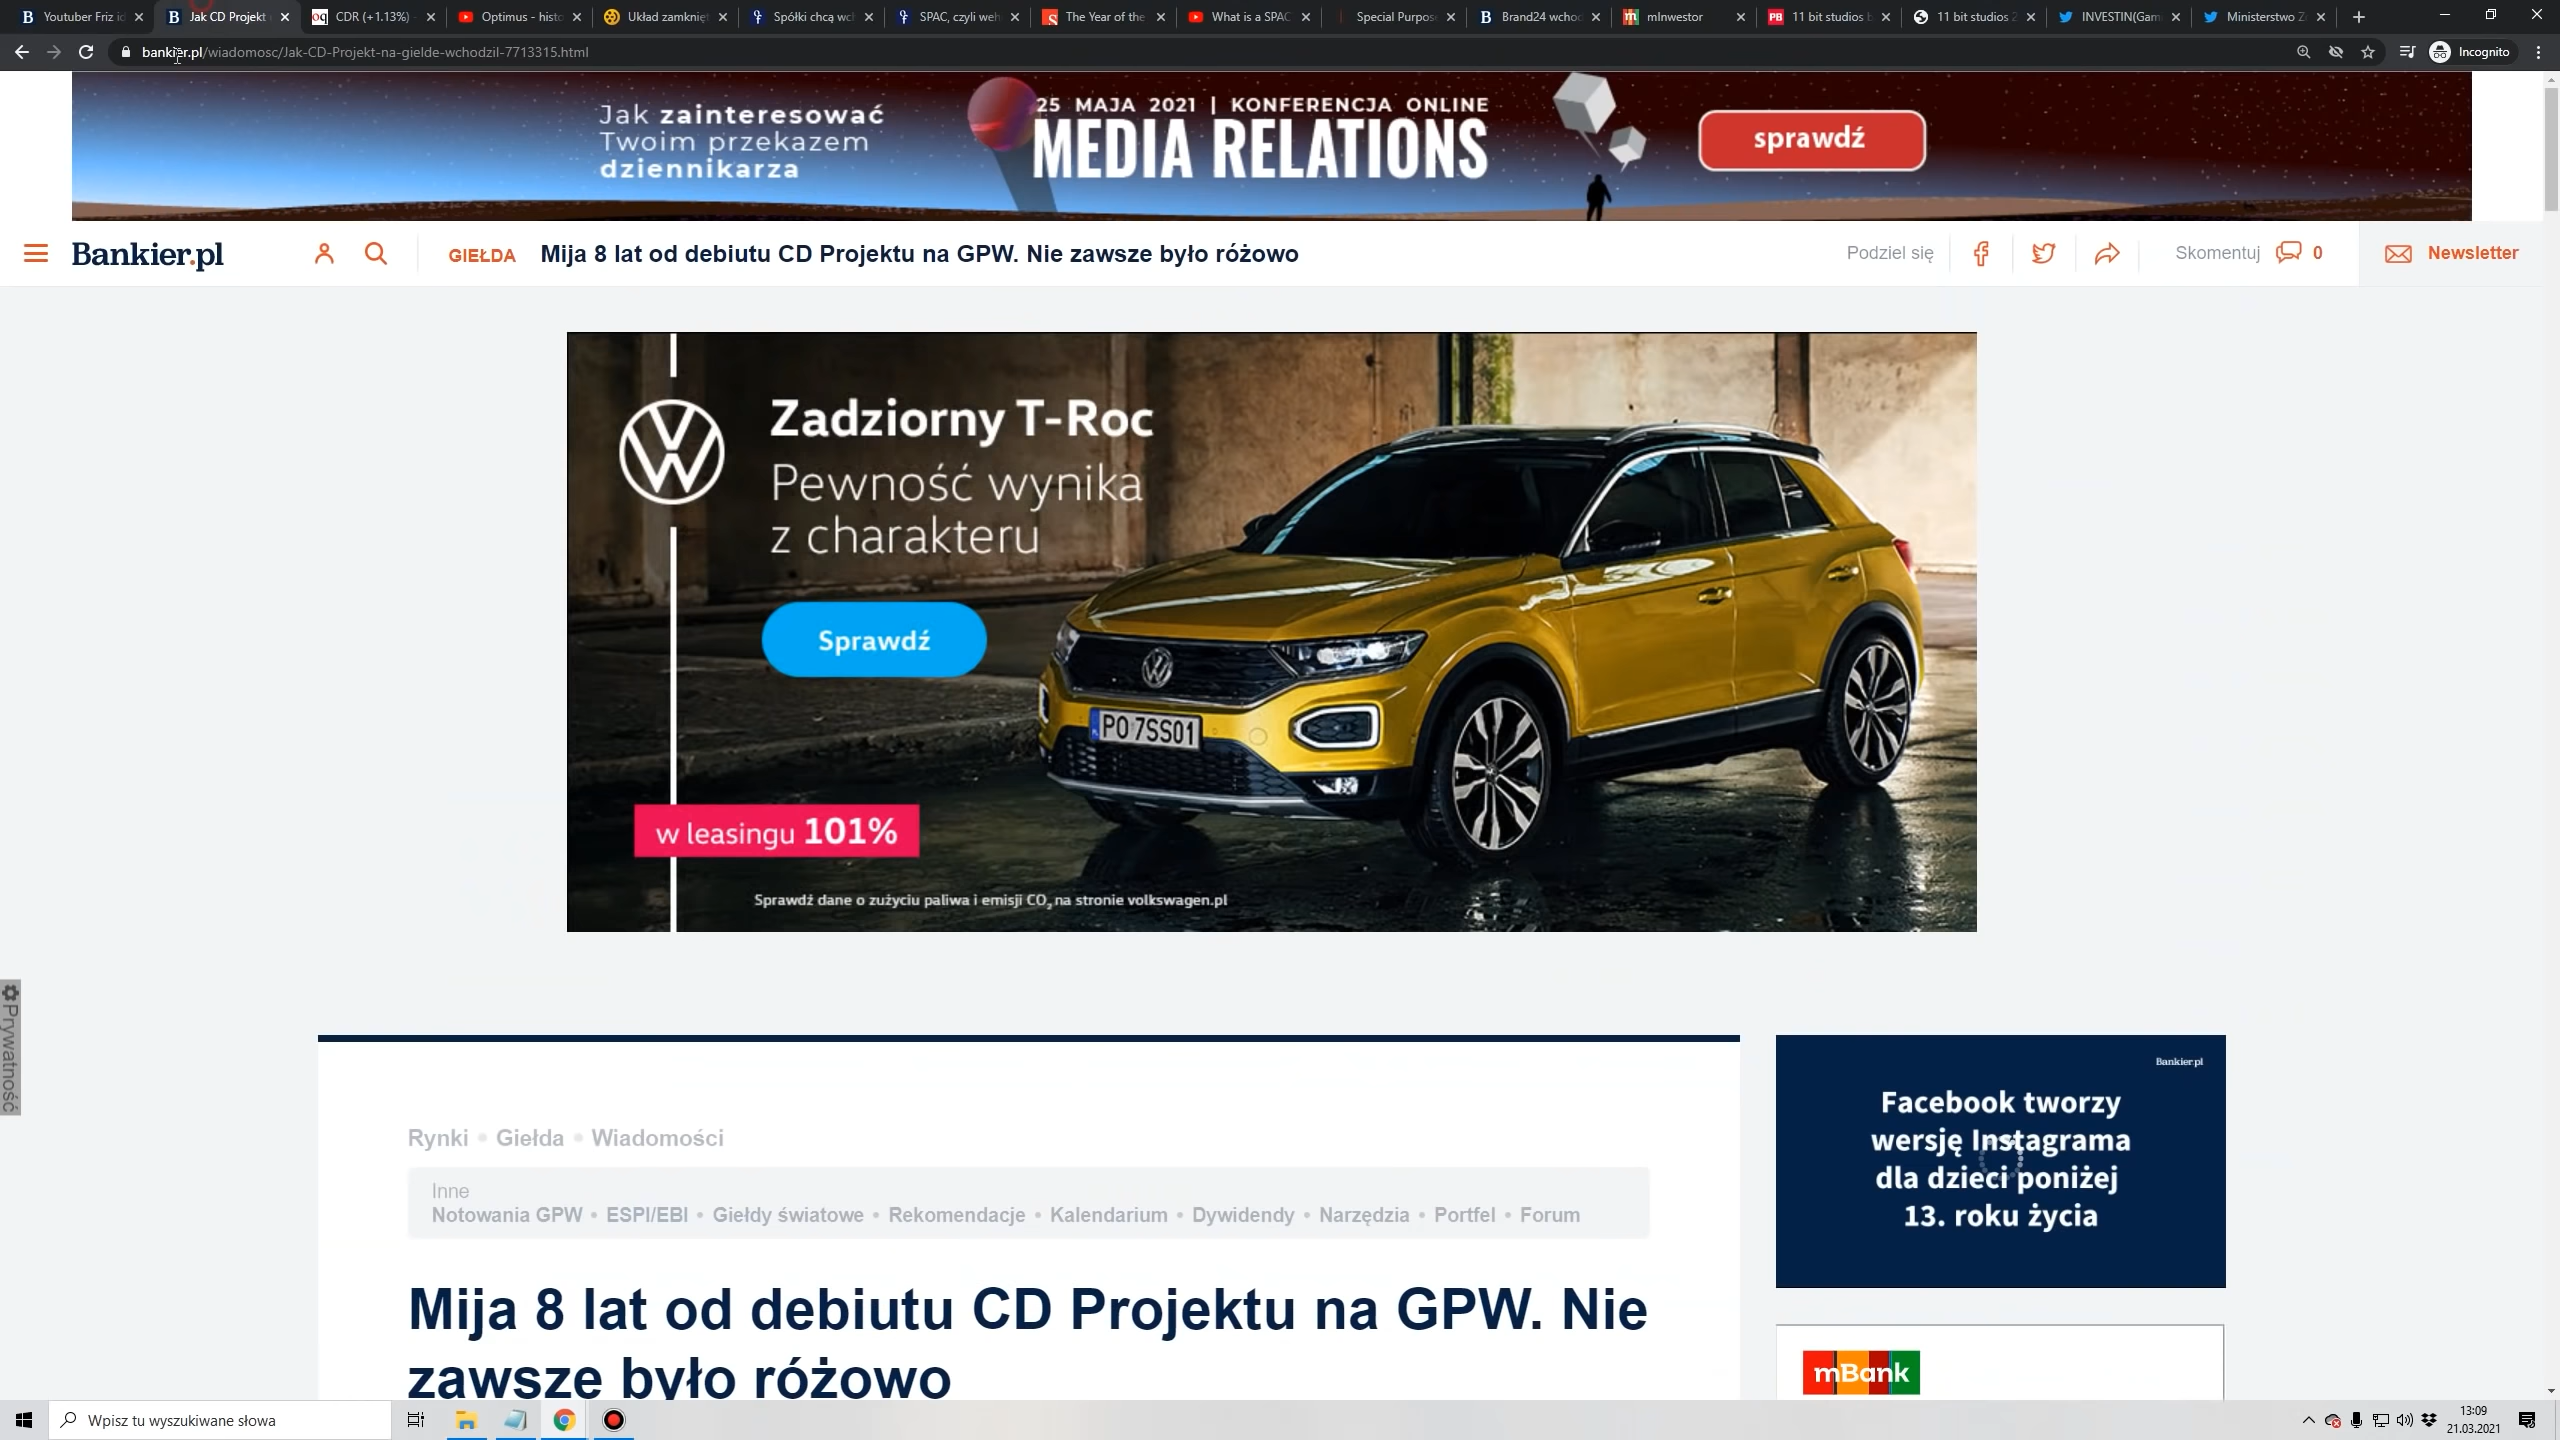 Youtuber Friz i
Jak CD Projekt
CDR (+1.13%)
Optimus - hist
Układ zamknię
Spółki chcą wc
SPAC, czyli we
The Year of the
What is a SPAC
Special Purpos
Brand24 wcho
mInwestor
11 bit studios
11 bit studios
INVESTIN(Gam
Ministerstwo
bankier.pl/wiadomosc/Jak-CD-Projekt-na-gielde-wchodzil-7713315.html
Incognito
Jak zainteresować
Twoim przekazem
dziennikarza
25 MAJA 2021 | KONFERENCJA ONLINE
MEDIA RELATIONS
sprawdź
Bankier.pl
GIEŁDA
Mija 8 lat od debiutu CD Projektu na GPW. Nie zawsze było różowo
Podziel się
Skomentuj 0
Newsletter
Zadziorny T-Roc
Pewność wynika
z charakteru
Sprawdź
PO 7SS01
w leasingu 101%
Sprawdź dane o zużyciu paliwa i emisji CO2 na stronie volkswagen.pl
Prywatność
Rynki • Giełda • Wiadomości
Inne
Notowania GPW • ESPI/EBI • Giełdy światowe • Rekomendacje • Kalendarium • Dywidendy • Narzędzia • Portfel • Forum
Mija 8 lat od debiutu CD Projektu na GPW. Nie
zawsze było różowo
Bankier.pl
Facebook tworzy
wersję Instagrama
dla dzieci poniżej
13. roku życia
mBank
Wpisz tu wyszukiwane słowa
13:09
21.03.2021